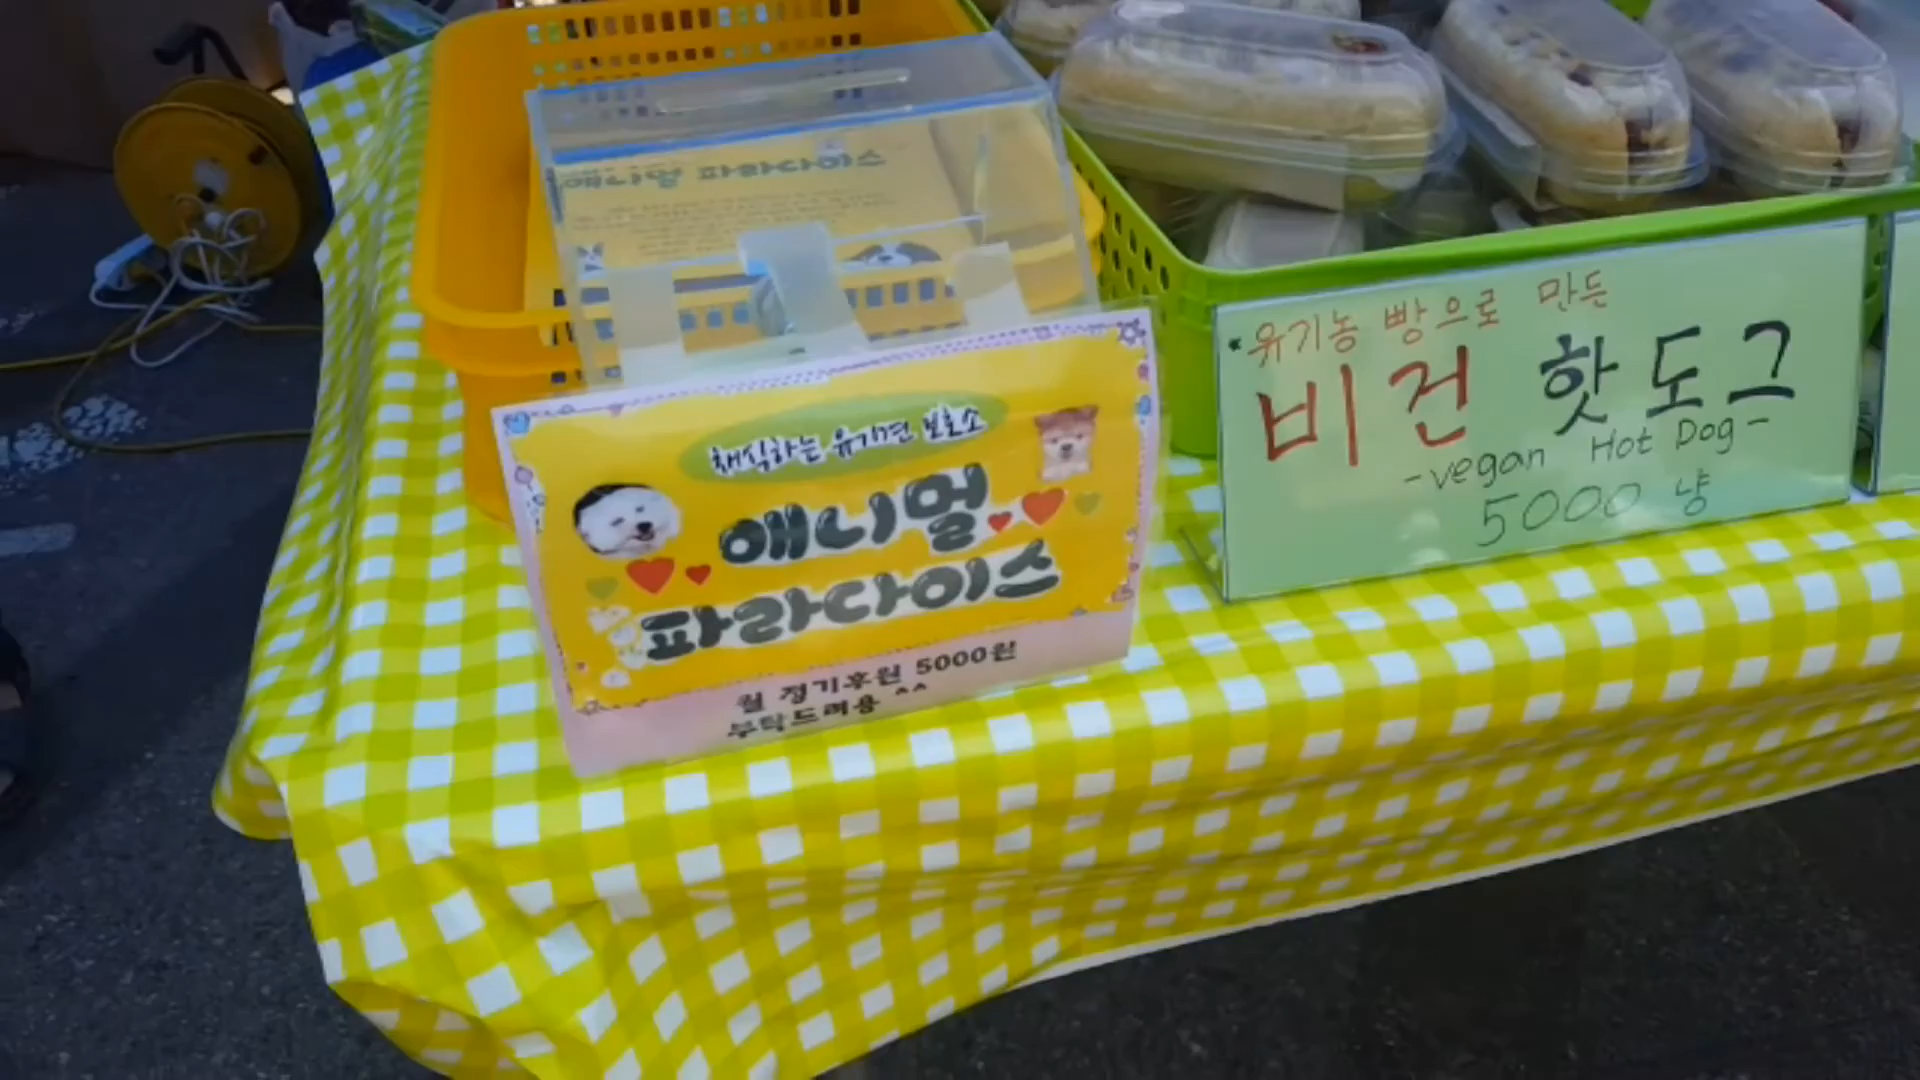 애니멀 파라다이스
채식하는 유기견 보호소
애니멀
파라다이스
월 정기후원 5000원
부탁드려용 ^^
유기농 빵으로 만든
비건 핫도그
-vegan Hot Dog-
5000 냥